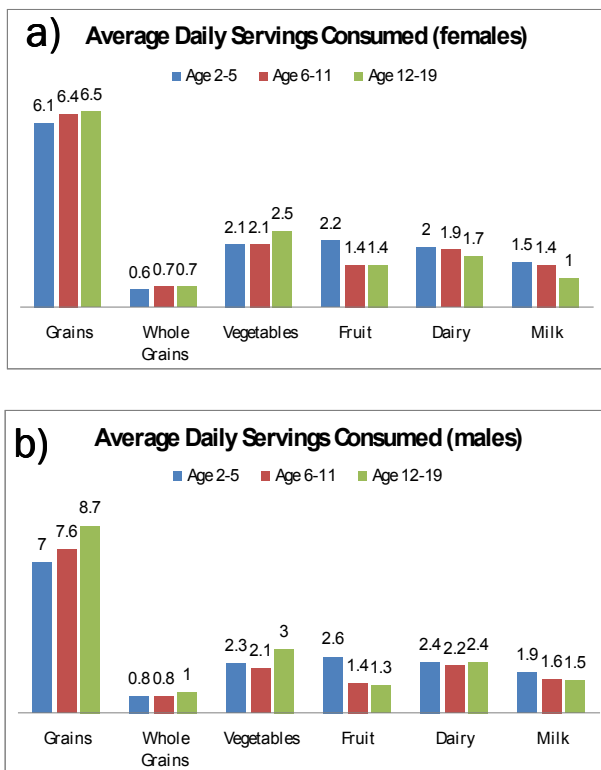 a)
Average Daily Servings Consumed (females)
Age 2-5 Age 6-11 Age 12-19
6.1 6.4 6.5
0.6 0.7 0.7
2.1 2.1 2.5
2.2 1.4 1.4
2 1.9 1.7
1.5 1.4 1
Grains Whole Grains Vegetables Fruit Dairy Milk
b)
Average Daily Servings Consumed (males)
Age 2-5 Age 6-11 Age 12-19
7 7.6 8.7
0.8 0.8 1
2.3 2.1 3
2.6 1.4 1.3
2.4 2.2 2.4
1.9 1.6 1.5
Grains Whole Grains Vegetables Fruit Dairy Milk